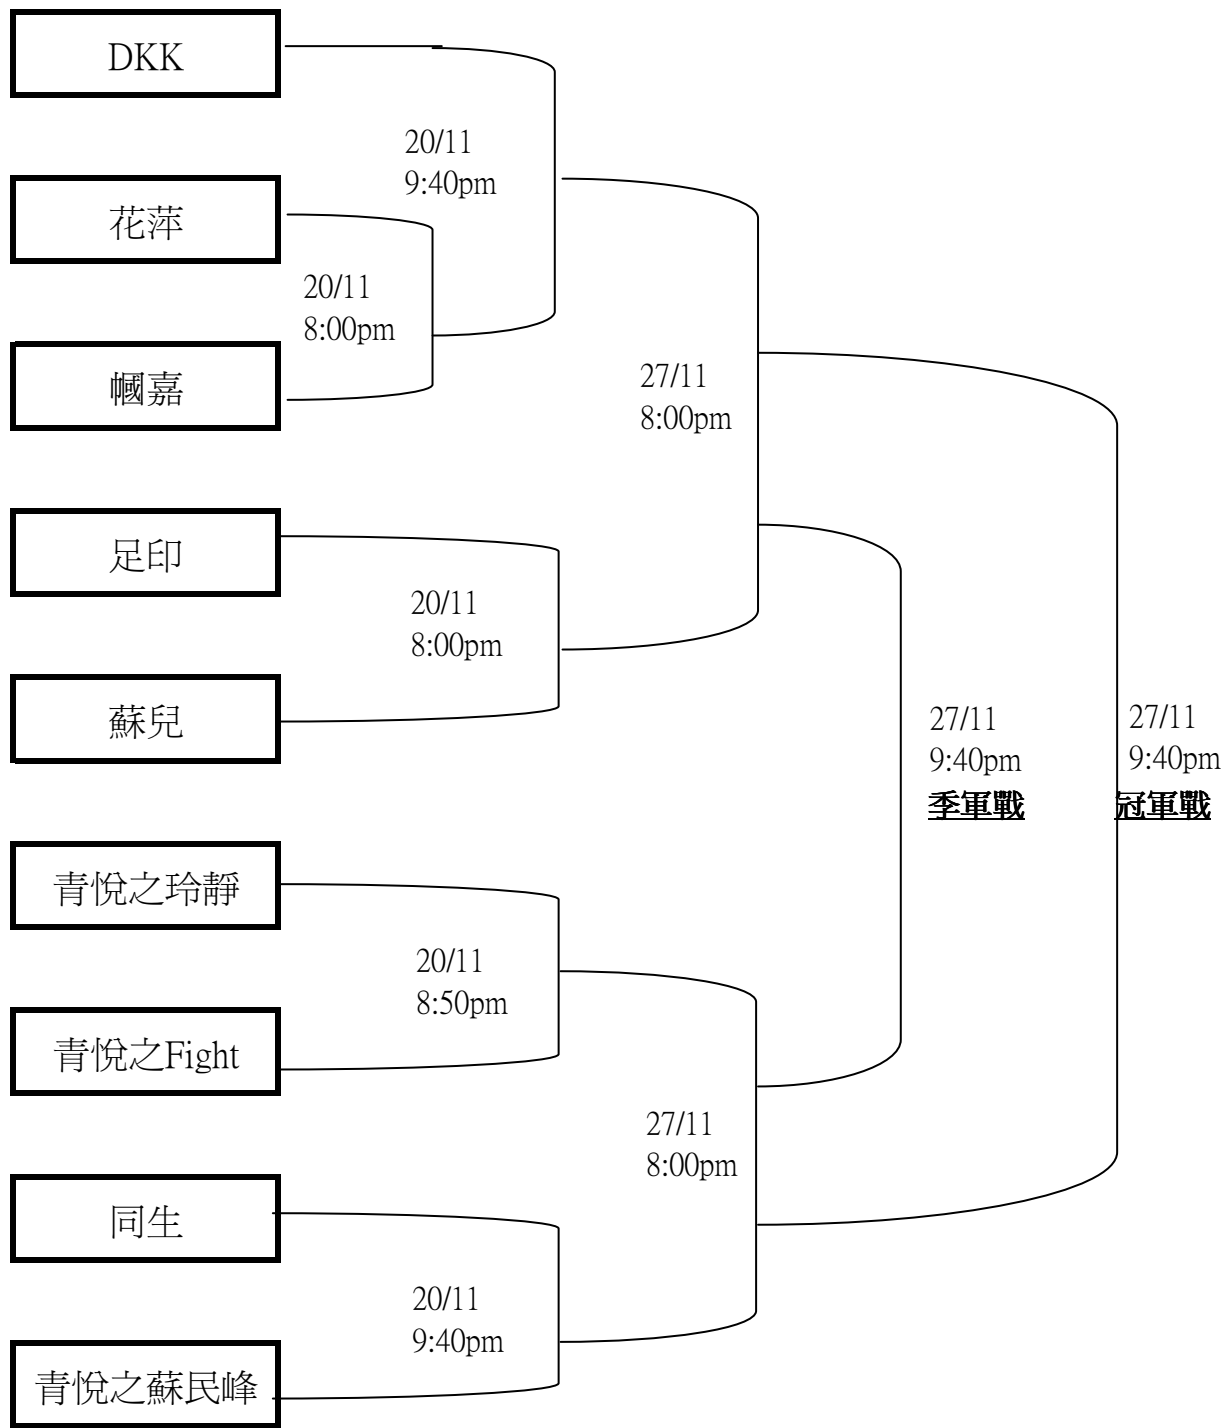 DKK
20/11
9:40pm
花萍
20/11
8:00pm
幗嘉
27/11
8:00pm
足印
20/11
8:00pm
蘇兒
27/11
9:40pm
季軍戰
27/11
9:40pm
冠軍戰
青悅之玲靜
20/11
8:50pm
青悅之Fight
27/11
8:00pm
同生
20/11
9:40pm
青悅之蘇民峰